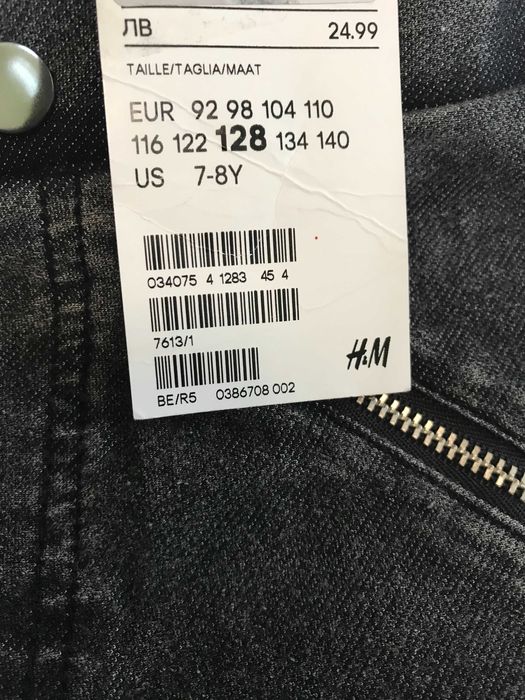 ЛВ 24.99
TAILLE/TAGLIA/MAAT
EUR 92 98 104 110
116 122 128 134 140
US 7-8Y
034075 4 1283 45 4
7613/1
H&M
BE/R5 0386708 002